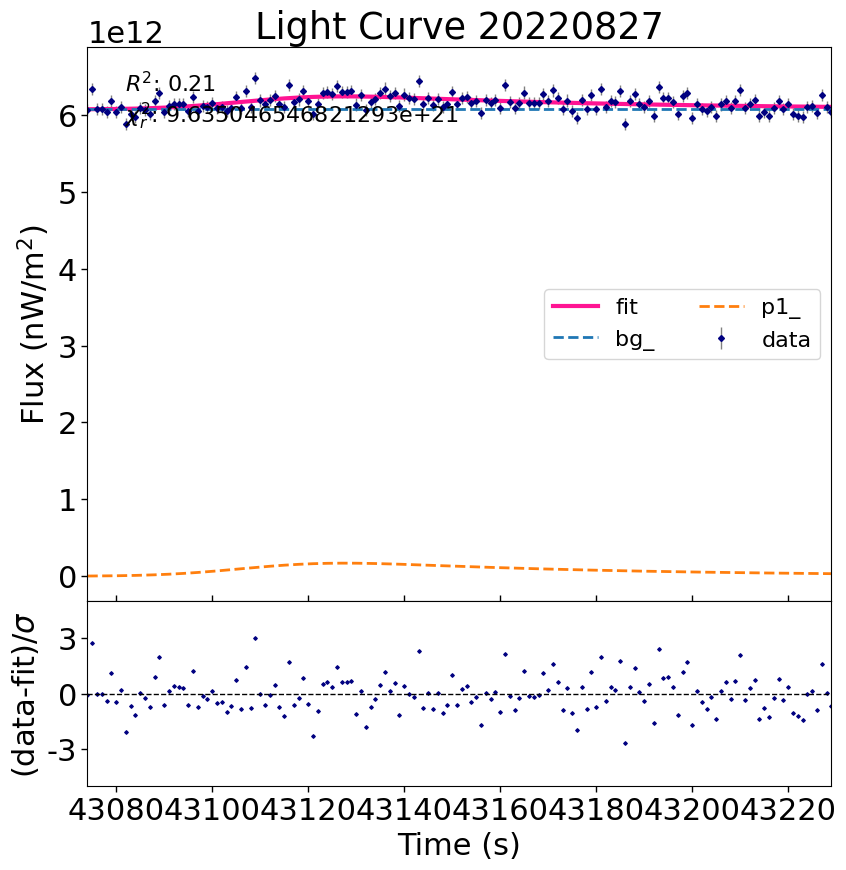 Light Curve 20220827
1e12
R²: 0.21
χ²ᵣ: 9.635046546821293e+21
6
5
4
3
2
1
0
Flux (nW/m²)
fit
bg_
p1_
data
3
0
-3
(data-fit)/σ
43080 43100 43120 43140 43160 43180 43200 43220
Time (s)